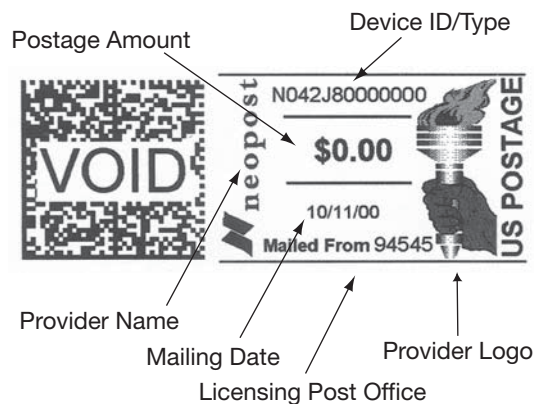 Device ID/Type
Postage Amount
N042J80000000
VOID
neopost
$0.00
US POSTAGE
10/11/00
Mailed From 94545
Provider Name
Mailing Date
Provider Logo
Licensing Post Office